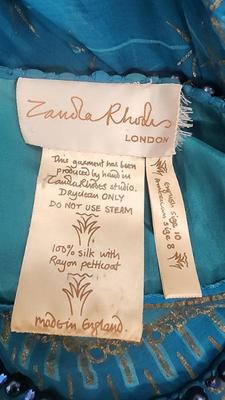 Zandra Rhodes
LONDON
This garment has been
produced by hand in
Zandra Rhodes studio.
Dryclean ONLY
DO NOT USE STEAM
100% silk with
Rayon petticoat
made in England.
English size 10
American size 8